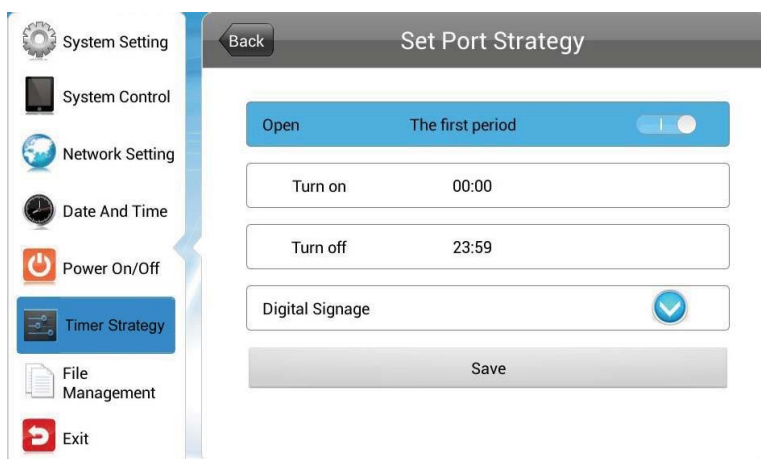 System Setting
System Control
Network Setting
Date And Time
Power On/Off
Timer Strategy
File
Management
Exit
Back
Set Port Strategy
Open The first period
Turn on 00:00
Turn off 23:59
Digital Signage
Save